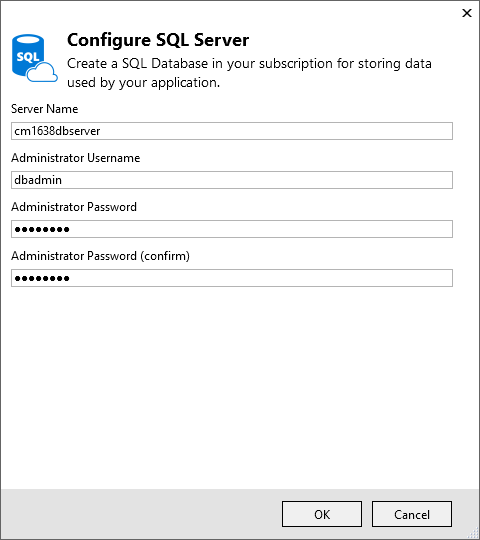 Configure SQL Server
SQL
Create a SQL Database in your subscription for storing data
used by your application.
Server Name
cm1638dbserver
Administrator Username
dbadmin
Administrator Password
●●●●●●●●
Administrator Password (confirm)
●●●●●●●●
OK
Cancel